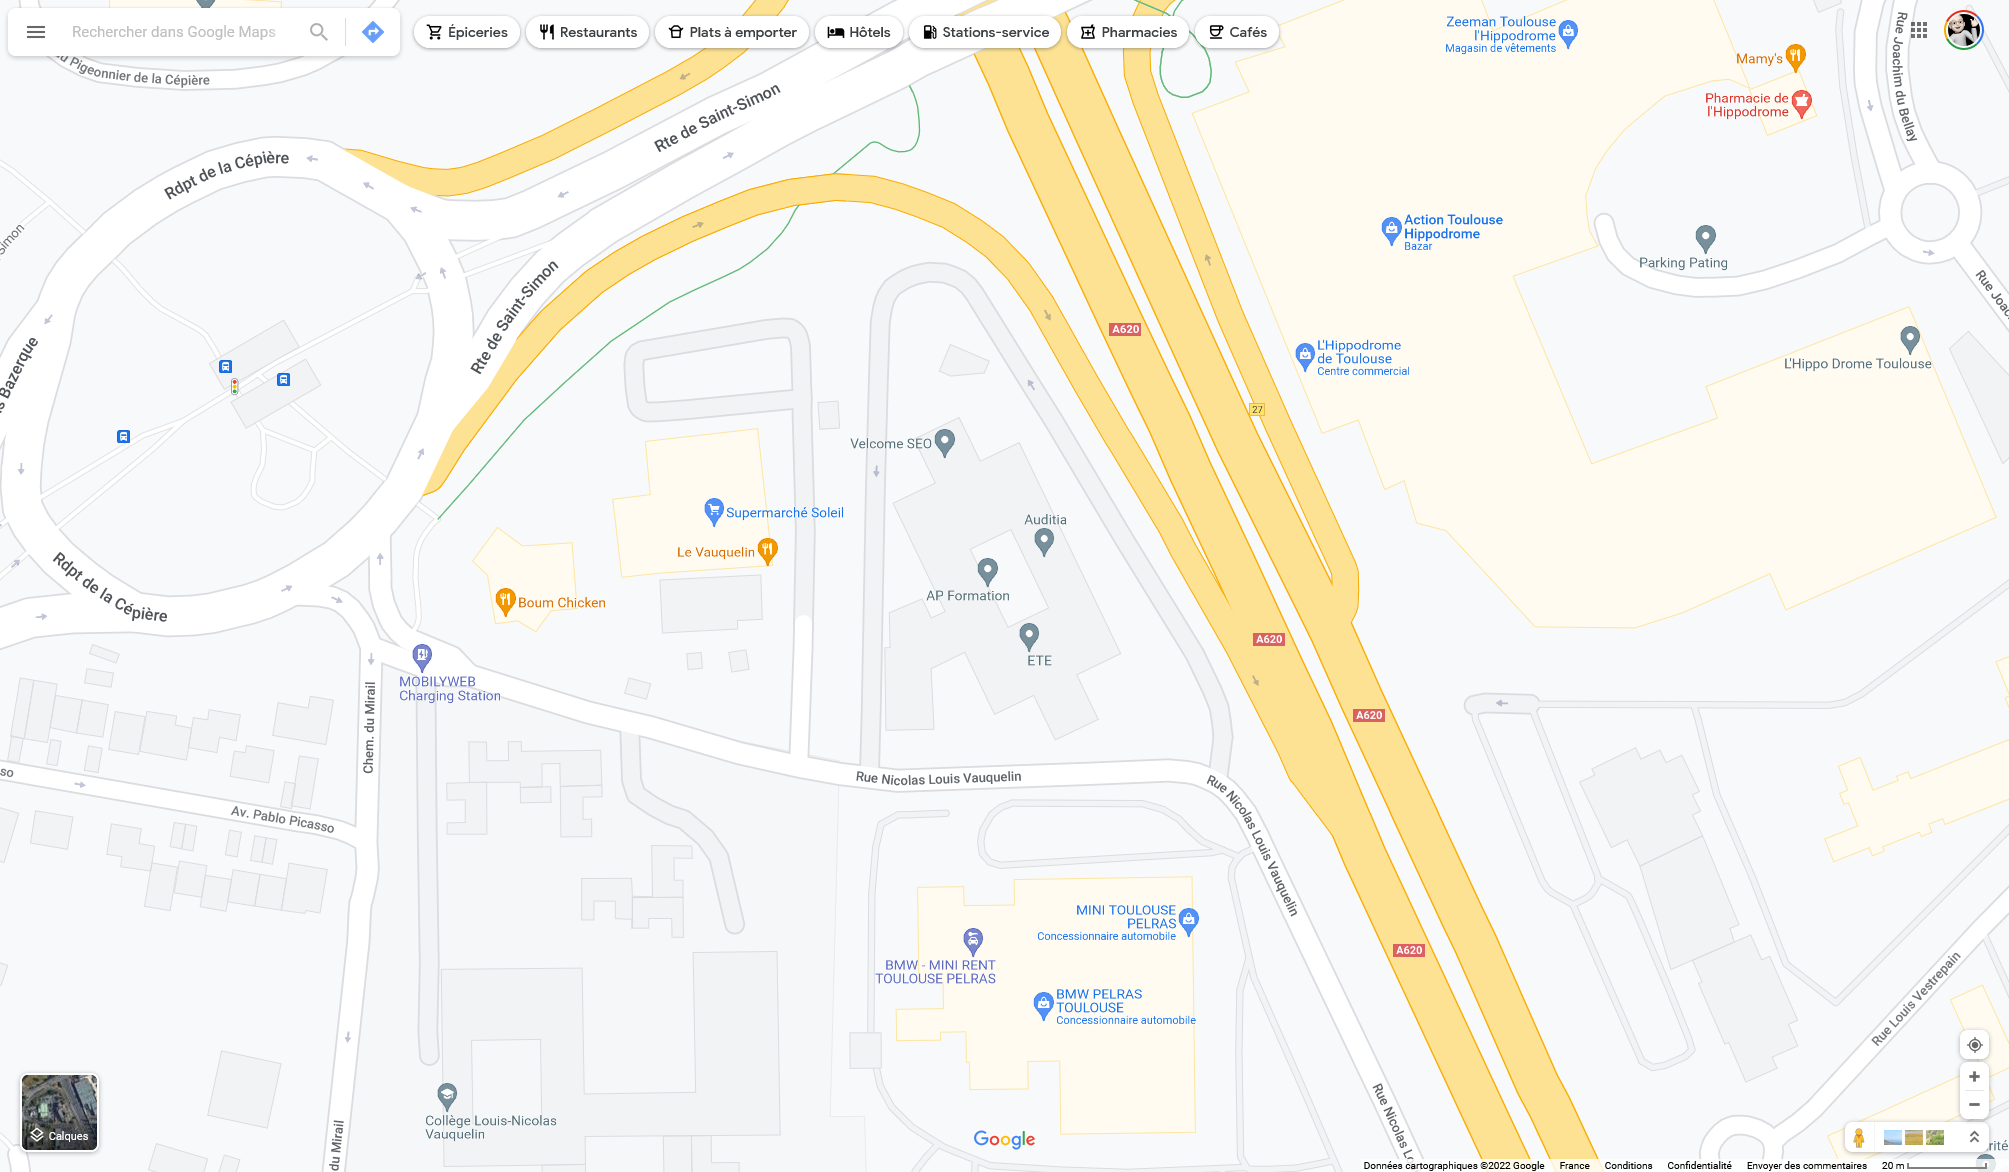 Rechercher dans Google Maps
Épiceries
Restaurants
Plats à emporter
Hôtels
Stations-service
Pharmacies
Cafés
Pigeonnier de la Cépière
Zeeman Toulouse
l'Hippodrome
Magasin de vêtements
Mamy's
Pharmacie de
l'Hippodrome
Rue Joachim du Bellay
Rte de Saint-Simon
Rdpt de la Cépière
Action Toulouse
Hippodrome
Bazar
Parking Pating
Rte de Saint-Simon
A620
L'Hippodrome
de Toulouse
Centre commercial
L'Hippo Drome Toulouse
Bazerque
27
Velcome SEO
Supermarché Soleil
Auditia
Le Vauquelin
AP Formation
Boum Chicken
Rdpt de la Cépière
ETE
A620
MOBILYWEB
Charging Station
A620
Chem. du Mirail
Rue Nicolas Louis Vauquelin
Rue Nicolas Louis Vauquelin
Av. Pablo Picasso
MINI TOULOUSE
PELRAS
Concessionnaire automobile
BMW - MINI RENT
TOULOUSE PELRAS
A620
BMW PELRAS
TOULOUSE
Concessionnaire automobile
Rue Louis Vestrepain
Collège Louis-Nicolas
Vauquelin
du Mirail
Rue Nicolas
Calques
Google
Données cartographiques ©2022 Google
France
Conditions
Confidentialité
Envoyer des commentaires
20 m